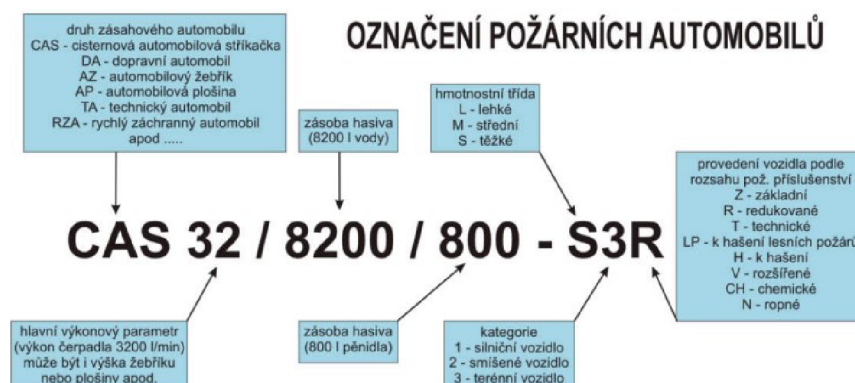 OZNAČENÍ POŽÁRNÍCH AUTOMOBILŮ
druh zásahového automobilu
CAS - cisternová automobilová stříkačka
DA - dopravní automobil
AZ - automobilový žebřík
AP - automobilová plošina
TA - technický automobil
RZA - rychlý záchranný automobil
apod .....
zásoba hasiva
(8200 l vody)
hmotnostní třída
L - lehké
M - střední
S - těžké
provedení vozidla podle
rozsahu pož. příslušenství
Z - základní
R - redukované
T - technické
LP - k hašení lesních požárů
H - k hašení
V - rozšířené
CH - chemické
N - ropné
CAS 32 / 8200 / 800 - S3R
hlavní výkonový parametr
(výkon čerpadla 3200 l/min)
může být i výška žebříku
nebo plošiny apod.
zásoba hasiva
(800 l pěnidla)
kategorie
1 - silniční vozidlo
2 - smíšené vozidlo
3 - terénní vozidlo